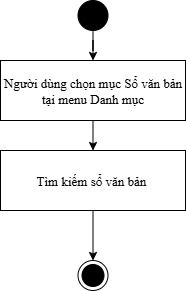 Người dùng chọn mục Sổ văn bản
tại menu Danh mục
Tìm kiếm sổ văn bản